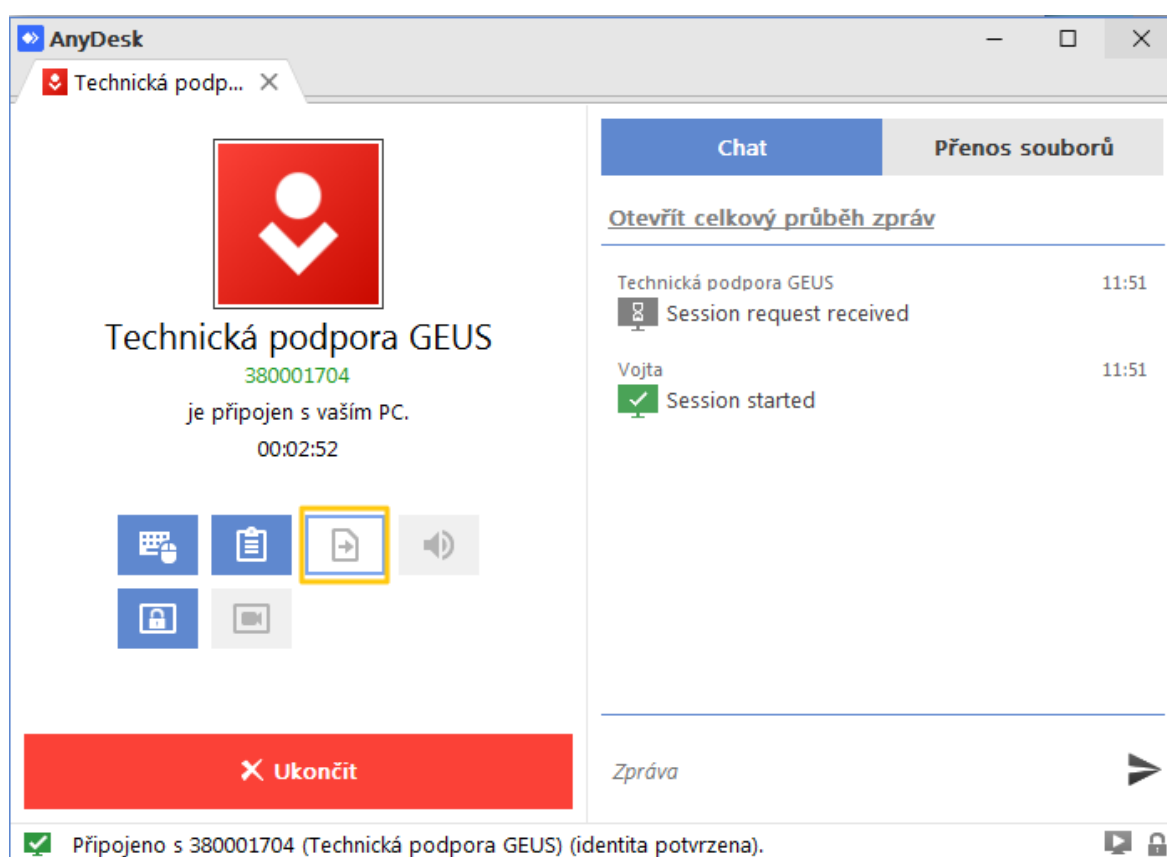 AnyDesk
Technická podp...
Technická podpora GEUS
380001704
je připojen s vaším PC.
00:02:52
Ukončit
Chat
Přenos souborů
Otevřít celkový průběh zpráv
Technická podpora GEUS 11:51
Session request received
Vojta 11:51
Session started
Zpráva
Připojeno s 380001704 (Technická podpora GEUS) (identita potvrzena).